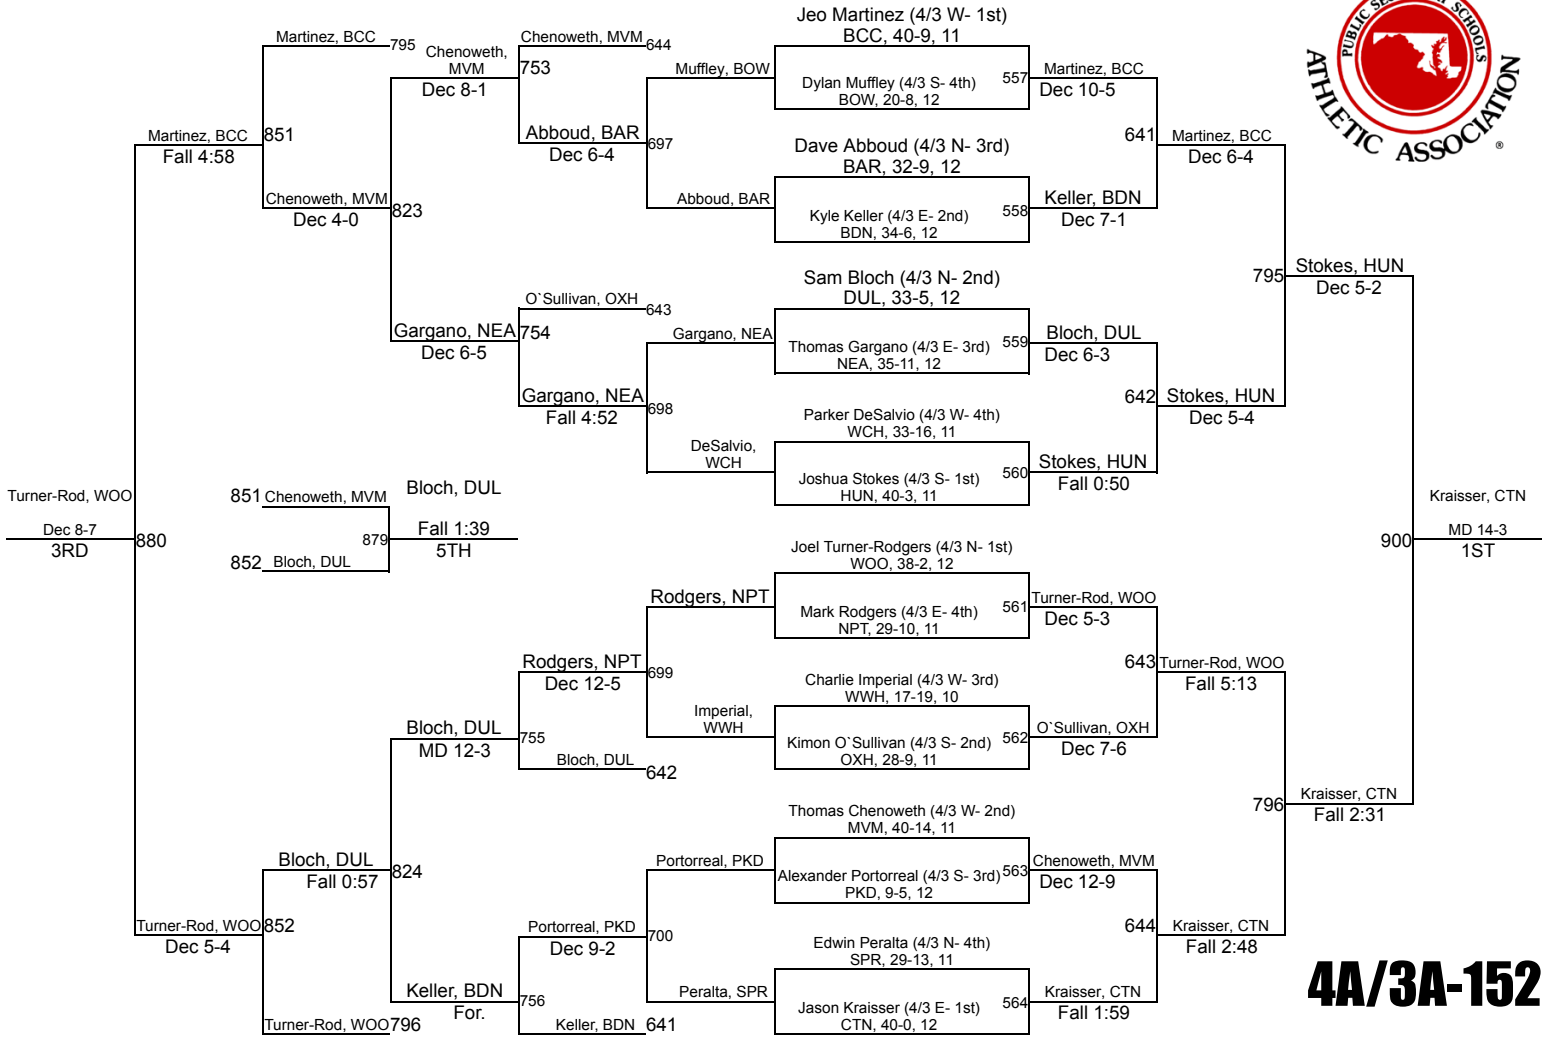 Jeo Martinez (4/3 W- 1st)
BCC, 40-9, 11
Martinez, BCC
795
Chenoweth,
MVM
Dec 8-1
Chenoweth, MVM
644
753
Muffley, BOW
Dylan Muffley (4/3 S- 4th)
BOW, 20-8, 12
557
Martinez, BCC
Dec 10-5
PUBLIC SECONDARY SCHOOLS
ATHLETIC ASSOCIATION
®
Martinez, BCC
Fall 4:58
851
Abboud, BAR
Dec 6-4
697
Dave Abboud (4/3 N- 3rd)
BAR, 32-9, 12
641
Martinez, BCC
Dec 6-4
Chenoweth, MVM
Dec 4-0
823
Abboud, BAR
Kyle Keller (4/3 E- 2nd)
BDN, 34-6, 12
558
Keller, BDN
Dec 7-1
Sam Bloch (4/3 N- 2nd)
DUL, 33-5, 12
795
Stokes, HUN
Dec 5-2
O`Sullivan, OXH
643
Gargano, NEA
Dec 6-5
754
Gargano, NEA
Thomas Gargano (4/3 E- 3rd)
NEA, 35-11, 12
559
Bloch, DUL
Dec 6-3
Gargano, NEA
Fall 4:52
698
Parker DeSalvio (4/3 W- 4th)
WCH, 33-16, 11
642
Stokes, HUN
Dec 5-4
DeSalvio,
WCH
Joshua Stokes (4/3 S- 1st)
HUN, 40-3, 11
560
Stokes, HUN
Fall 0:50
Turner-Rod, WOO
Dec 8-7
3RD
880
851
Chenoweth, MVM
Bloch, DUL
879
Fall 1:39
5TH
852
Bloch, DUL
Kraisser, CTN
900
MD 14-3
1ST
Joel Turner-Rodgers (4/3 N- 1st)
WOO, 38-2, 12
Rodgers, NPT
Mark Rodgers (4/3 E- 4th)
NPT, 29-10, 11
561
Turner-Rod, WOO
Dec 5-3
Rodgers, NPT
Dec 12-5
699
Charlie Imperial (4/3 W- 3rd)
WWH, 17-19, 10
643
Turner-Rod, WOO
Fall 5:13
Bloch, DUL
MD 12-3
755
Imperial,
WWH
Kimon O`Sullivan (4/3 S- 2nd)
OXH, 28-9, 11
562
O`Sullivan, OXH
Dec 7-6
Bloch, DUL
642
Thomas Chenoweth (4/3 W- 2nd)
MVM, 40-14, 11
796
Kraisser, CTN
Fall 2:31
Bloch, DUL
Fall 0:57
824
Portorreal, PKD
Alexander Portorreal (4/3 S- 3rd)
PKD, 9-5, 12
563
Chenoweth, MVM
Dec 12-9
Turner-Rod, WOO
Dec 5-4
852
Portorreal, PKD
Dec 9-2
700
Edwin Peralta (4/3 N- 4th)
SPR, 29-13, 11
644
Kraisser, CTN
Fall 2:48
Keller, BDN
For.
756
Peralta, SPR
Jason Kraisser (4/3 E- 1st)
CTN, 40-0, 12
564
Kraisser, CTN
Fall 1:59
Turner-Rod, WOO
796
Keller, BDN
641
4A/3A-152